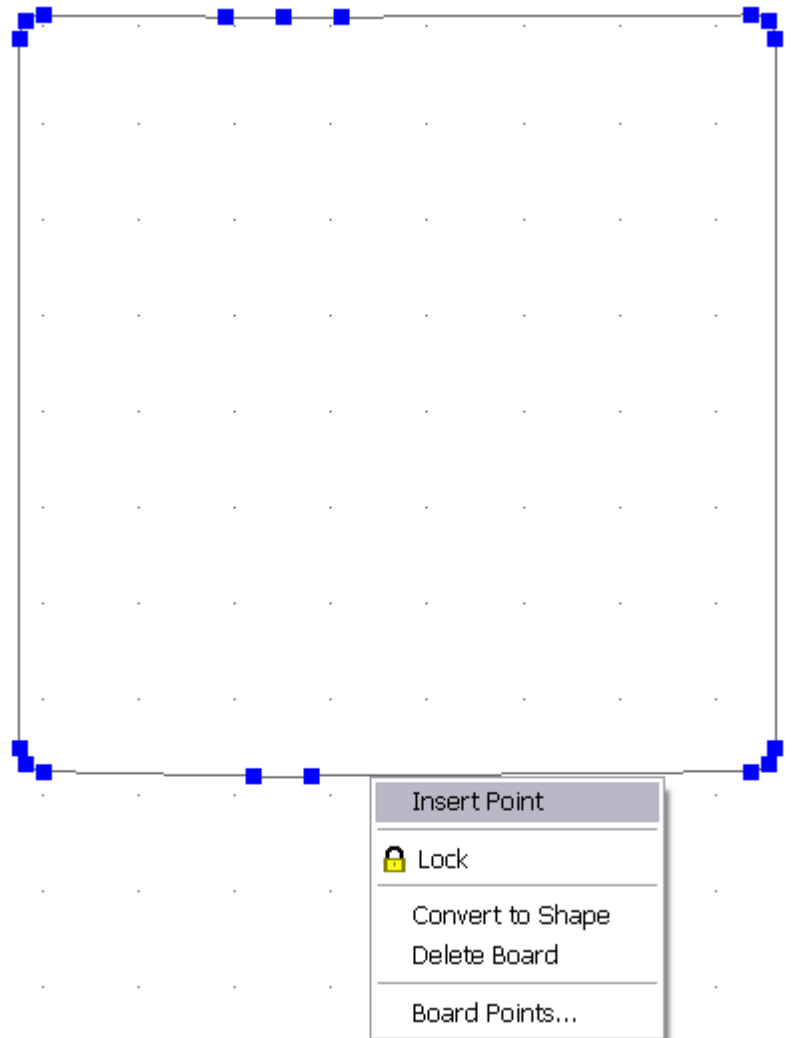 Insert Point
Lock
Convert to Shape
Delete Board
Board Points...